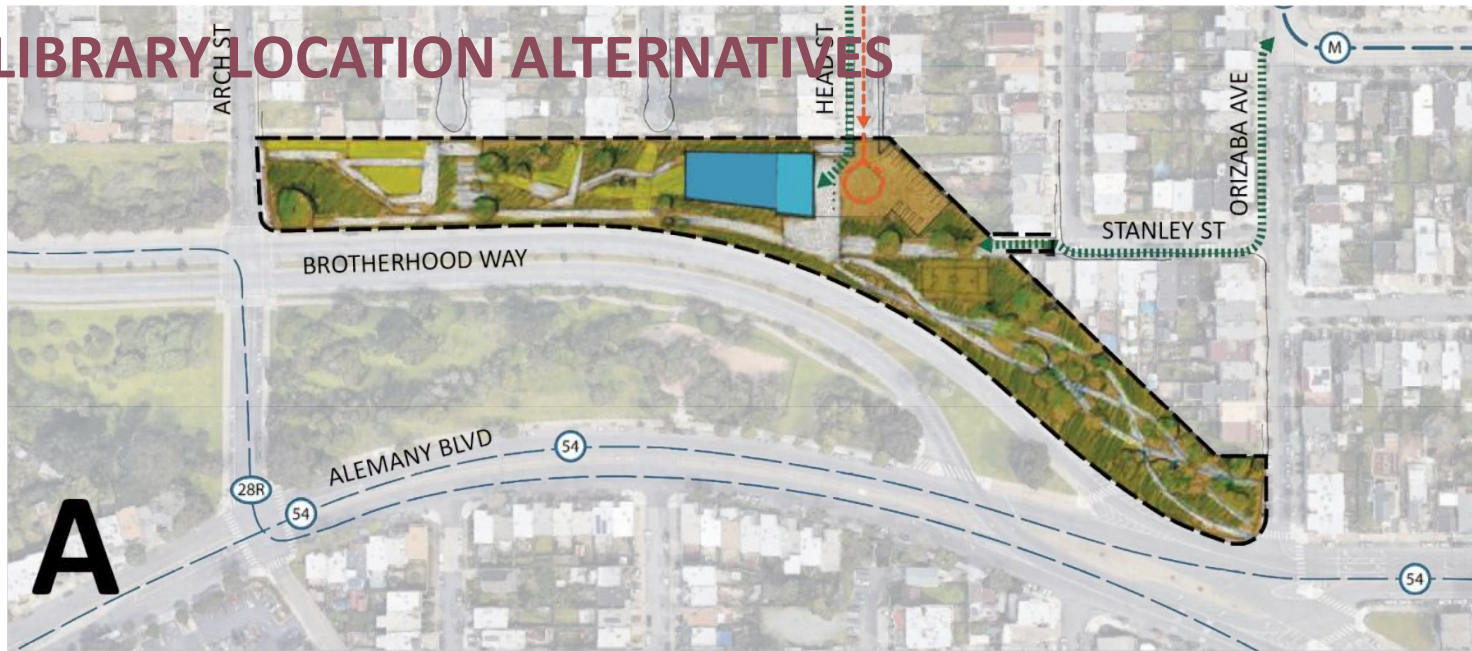 LIBRARY LOCATION ALTERNATIVES
ARCH ST
HEAD ST
M
ORIZABA AVE
STANLEY ST
BROTHERHOOD WAY
ALEMANY BLVD
54
28R
54
A
54